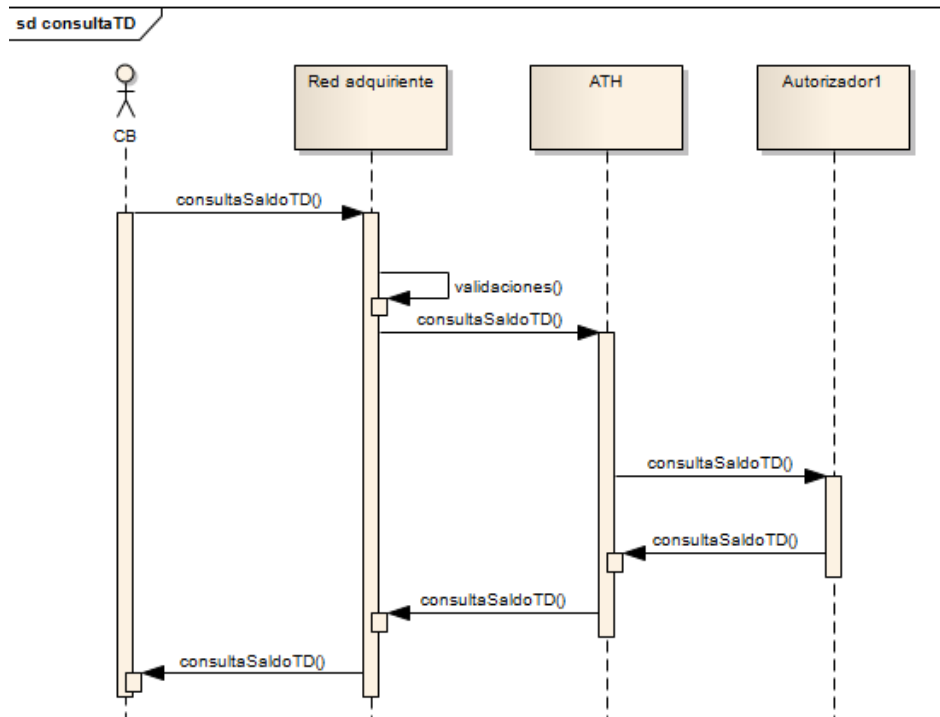 sd consultaTD
CB
Red adquiriente
ATH
Autorizador1
consultaSaldoTD()
validaciones()
consultaSaldoTD()
consultaSaldoTD()
consultaSaldoTD()
consultaSaldoTD()
consultaSaldoTD()